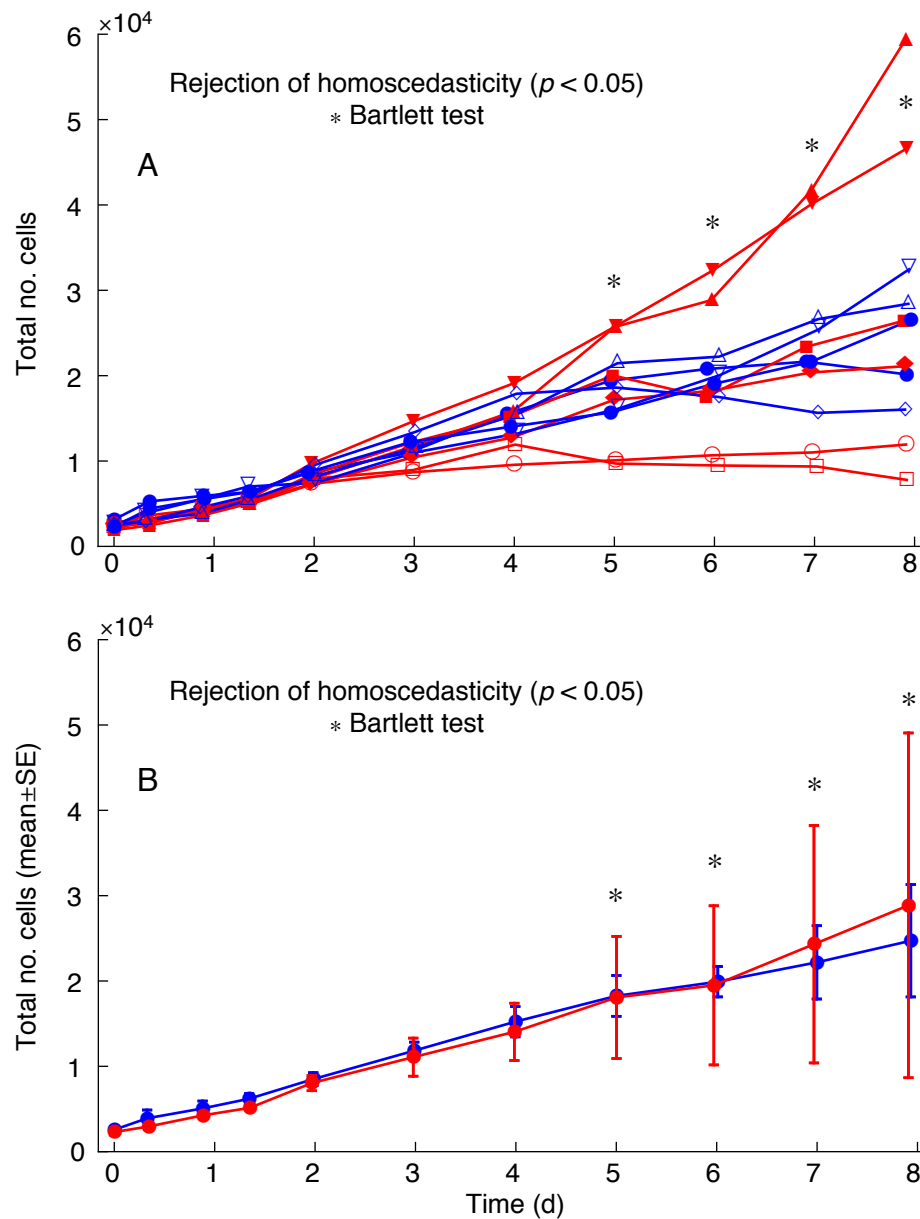 ×10⁴
6
Rejection of homoscedasticity (p < 0.05)
* Bartlett test
5
A
4
Total no. cells
3
2
1
0
0 1 2 3 4 5 6 7 8
* * * *
×10⁴
6
Rejection of homoscedasticity (p < 0.05)
* Bartlett test
5
B
4
Total no. cells (mean±SE)
3
2
1
0
0 1 2 3 4 5 6 7 8
* * * *
Time (d)